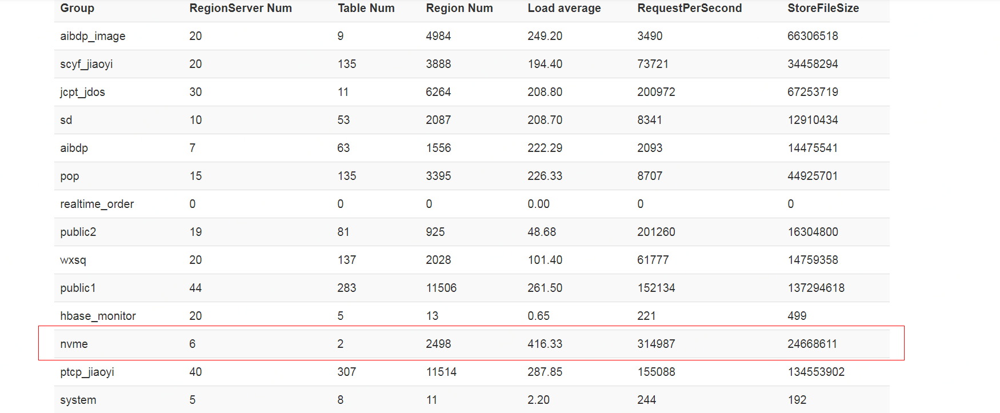 Group RegionServer Num Table Num Region Num Load average RequestPerSecond StoreFileSize
aibdp_image 20 9 4984 249.20 3490 66306518
scyf_jiaoyi 20 135 3888 194.40 73721 34458294
jcpt_jdos 30 11 6264 208.80 200972 67253719
sd 10 53 2087 208.70 8341 12910434
aibdp 7 63 1556 222.29 2093 14475541
pop 15 135 3395 226.33 8707 44925701
realtime_order 0 0 0 0.00 0 0
public2 19 81 925 48.68 201260 16304800
wxsq 20 137 2028 101.40 61777 14759358
public1 44 283 11506 261.50 152134 137294618
hbase_monitor 20 5 13 0.65 221 499
nvme 6 2 2498 416.33 314987 24668611
ptcp_jiaoyi 40 307 11514 287.85 155088 134553902
system 5 8 11 2.20 244 192